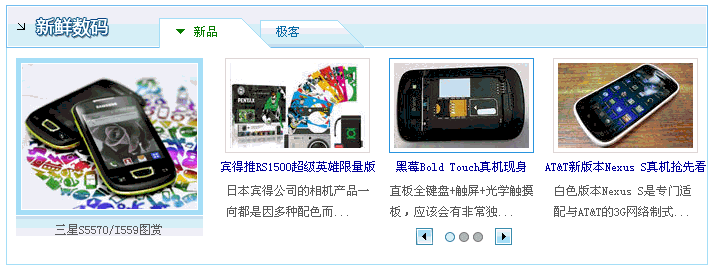 新鲜数码
新品
极客
PENTAX
SAMSUNG
宾得推RS1500超级英雄限量版
黑莓Bold Touch真机现身
AT&T新版本Nexus S真机抢先看
日本宾得公司的相机产品一
向都是因多种配色而...
直板全键盘+触屏+光学触摸
板，应该会有非常独...
白色版本Nexus S是专门适
配与AT&T的3G网络制式...
三星S5570/I559图赏